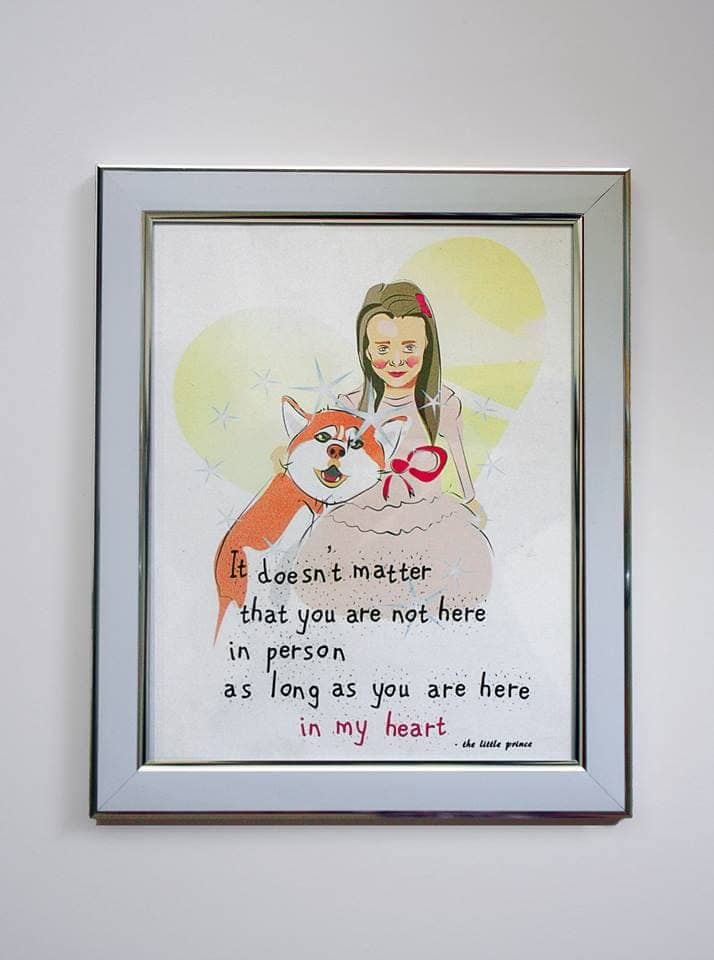 It doesn't matter
that you are not here
in person
as long as you are here
in my heart
- the little prince